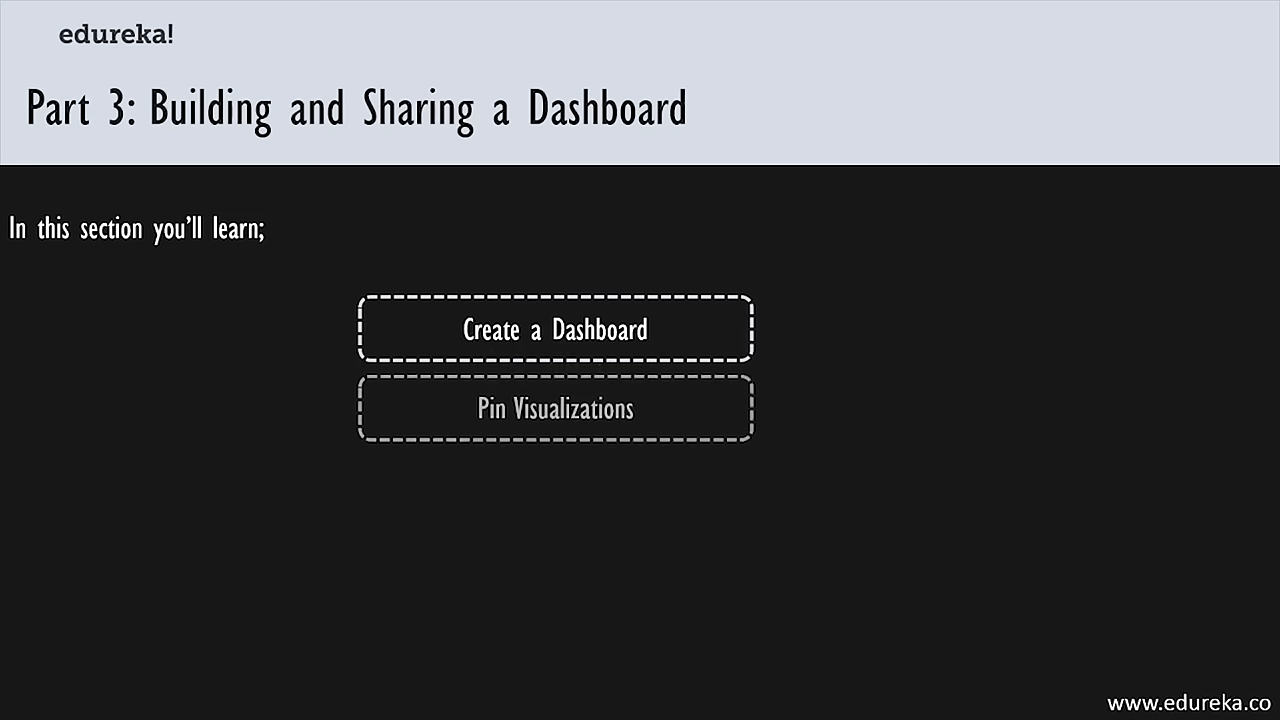 edureka!
Part 3: Building and Sharing a Dashboard
In this section you'll learn;
Create a Dashboard
Pin Visualizations
www.edureka.co